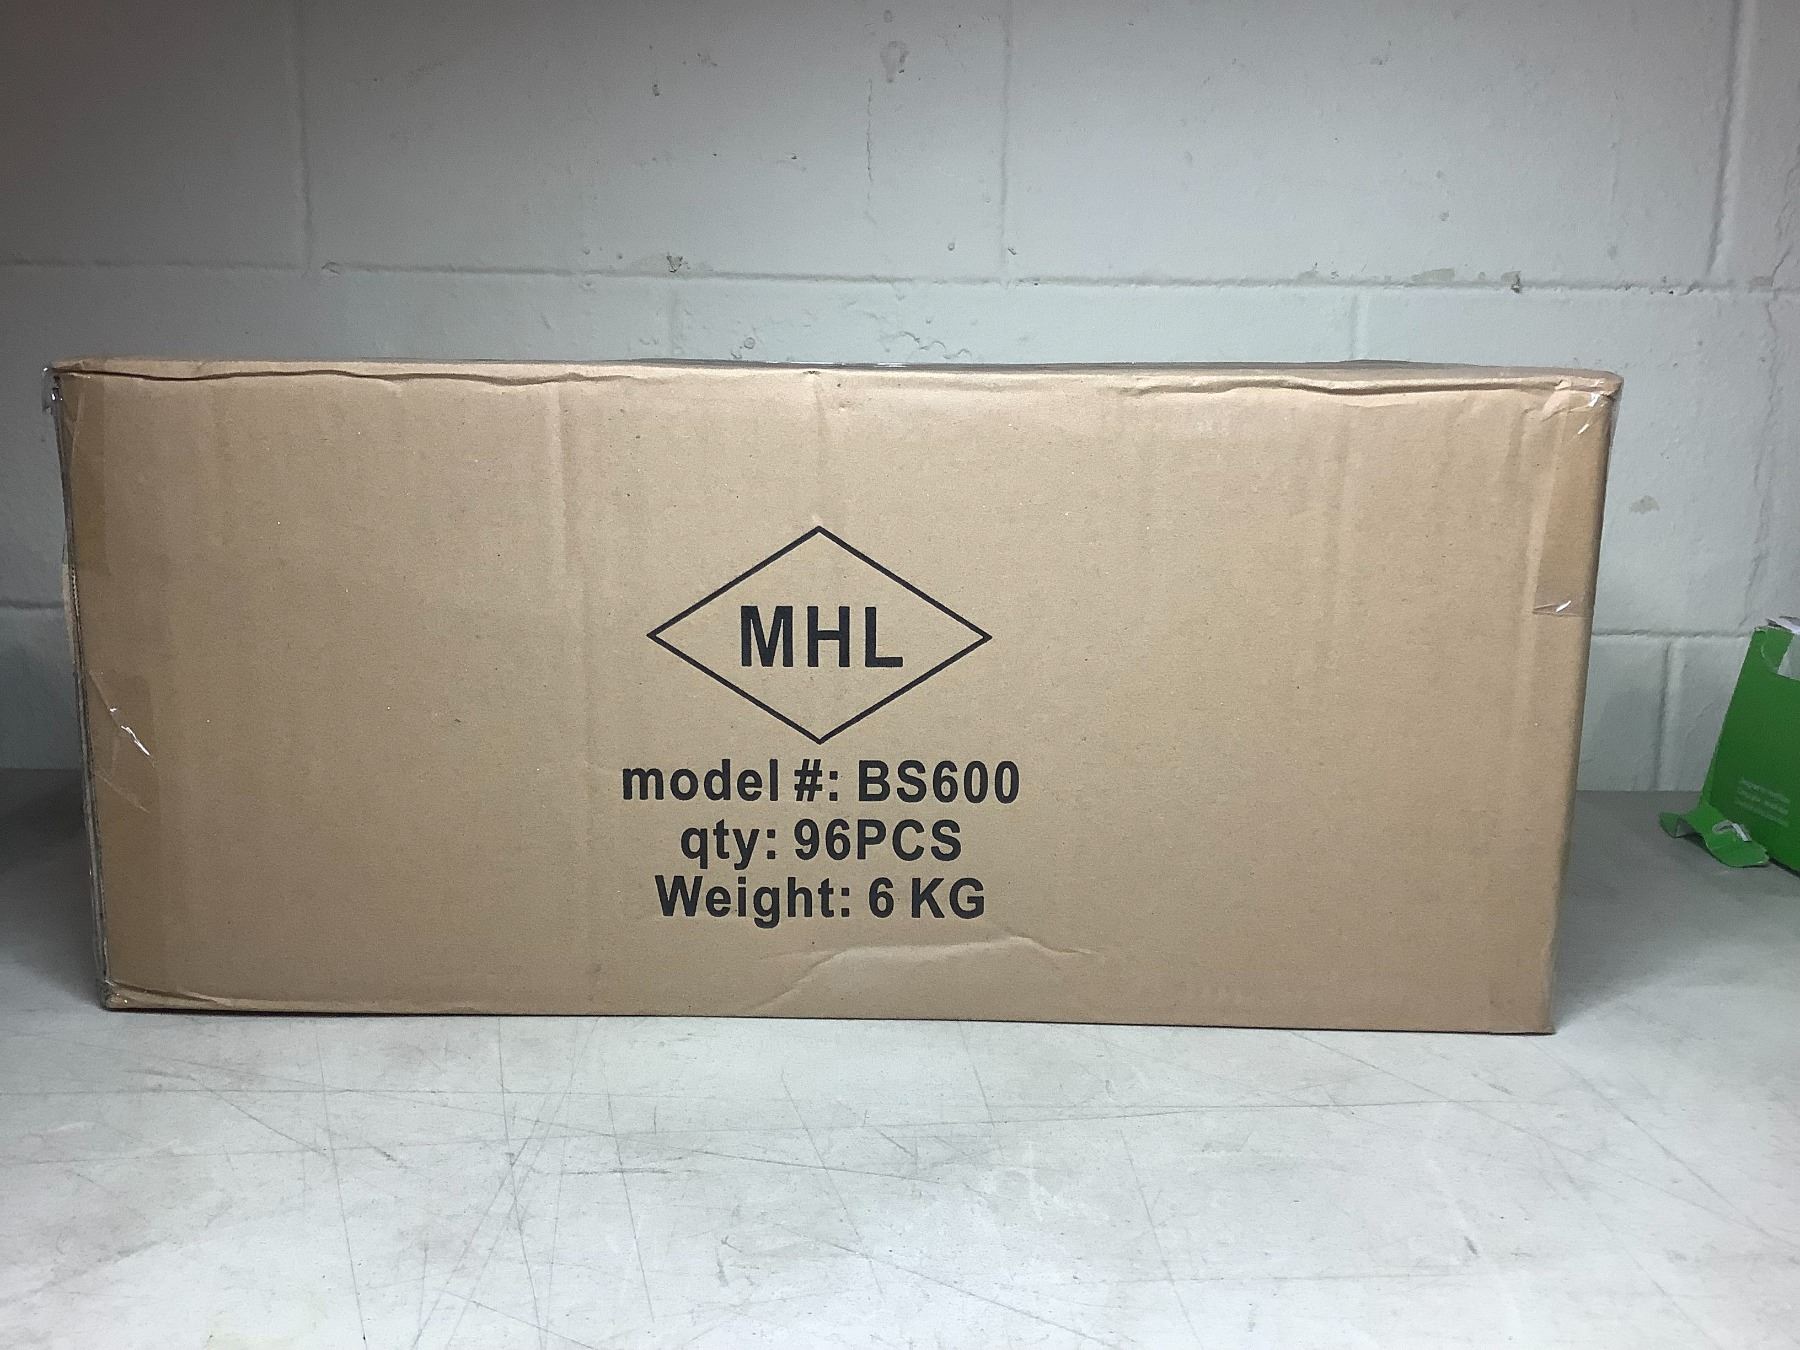 MHL
model #: BS600
qty: 96PCS
Weight: 6 KG